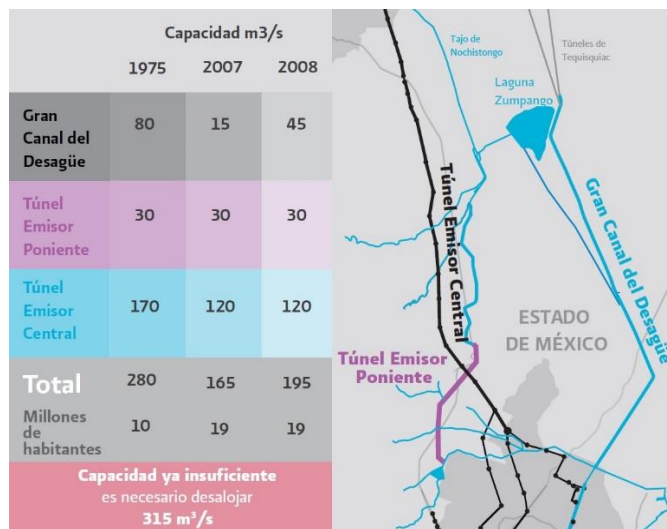 Capacidad m3/s
1975 2007 2008
Gran
Canal del
Desagüe
80 15 45
Túnel
Emisor
Poniente
30 30 30
Túnel
Emisor
Central
170 120 120
Total 280 165 195
Millones
de
habitantes
10 19 19
Capacidad ya insuficiente
es necesario desalojar
315 m³/s
Tajo de
Nochistongo
Túneles de
Tequisquiac
Laguna
Zumpango
Túnel Emisor Central
Gran Canal del Desagüe
ESTADO
DE MÉXICO
Túnel Emisor
Poniente